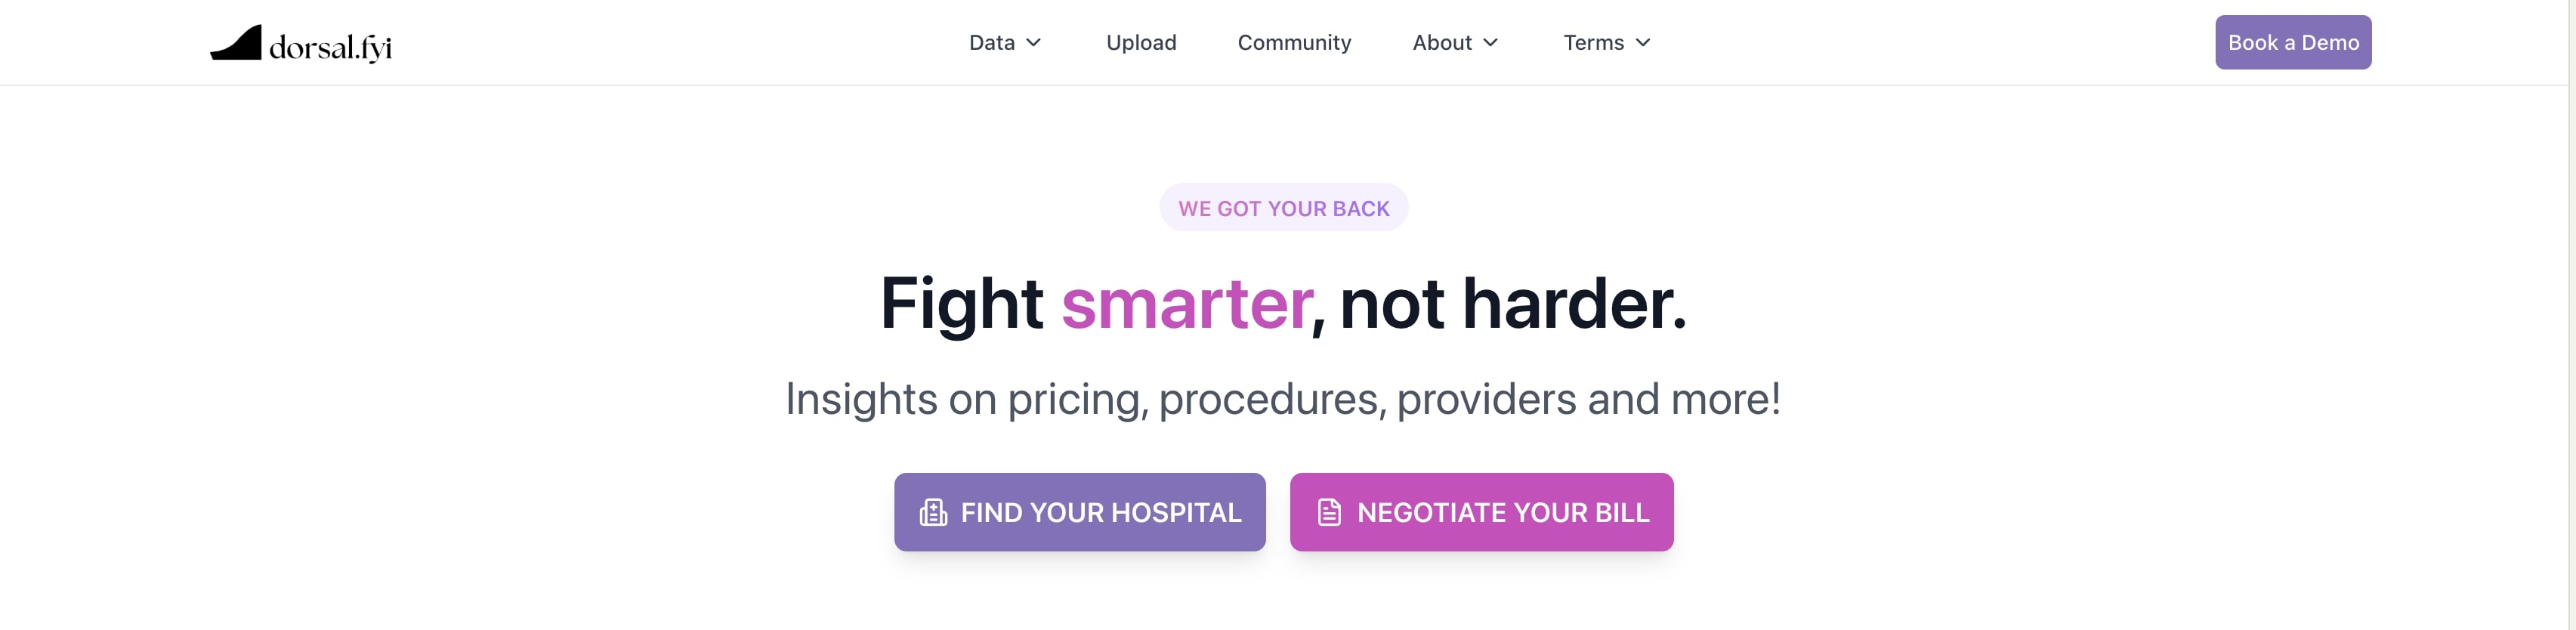 dorsal.fyi
Data
Upload
Community
About
Terms
Book a Demo
WE GOT YOUR BACK
Fight smarter, not harder.
Insights on pricing, procedures, providers and more!
FIND YOUR HOSPITAL
NEGOTIATE YOUR BILL